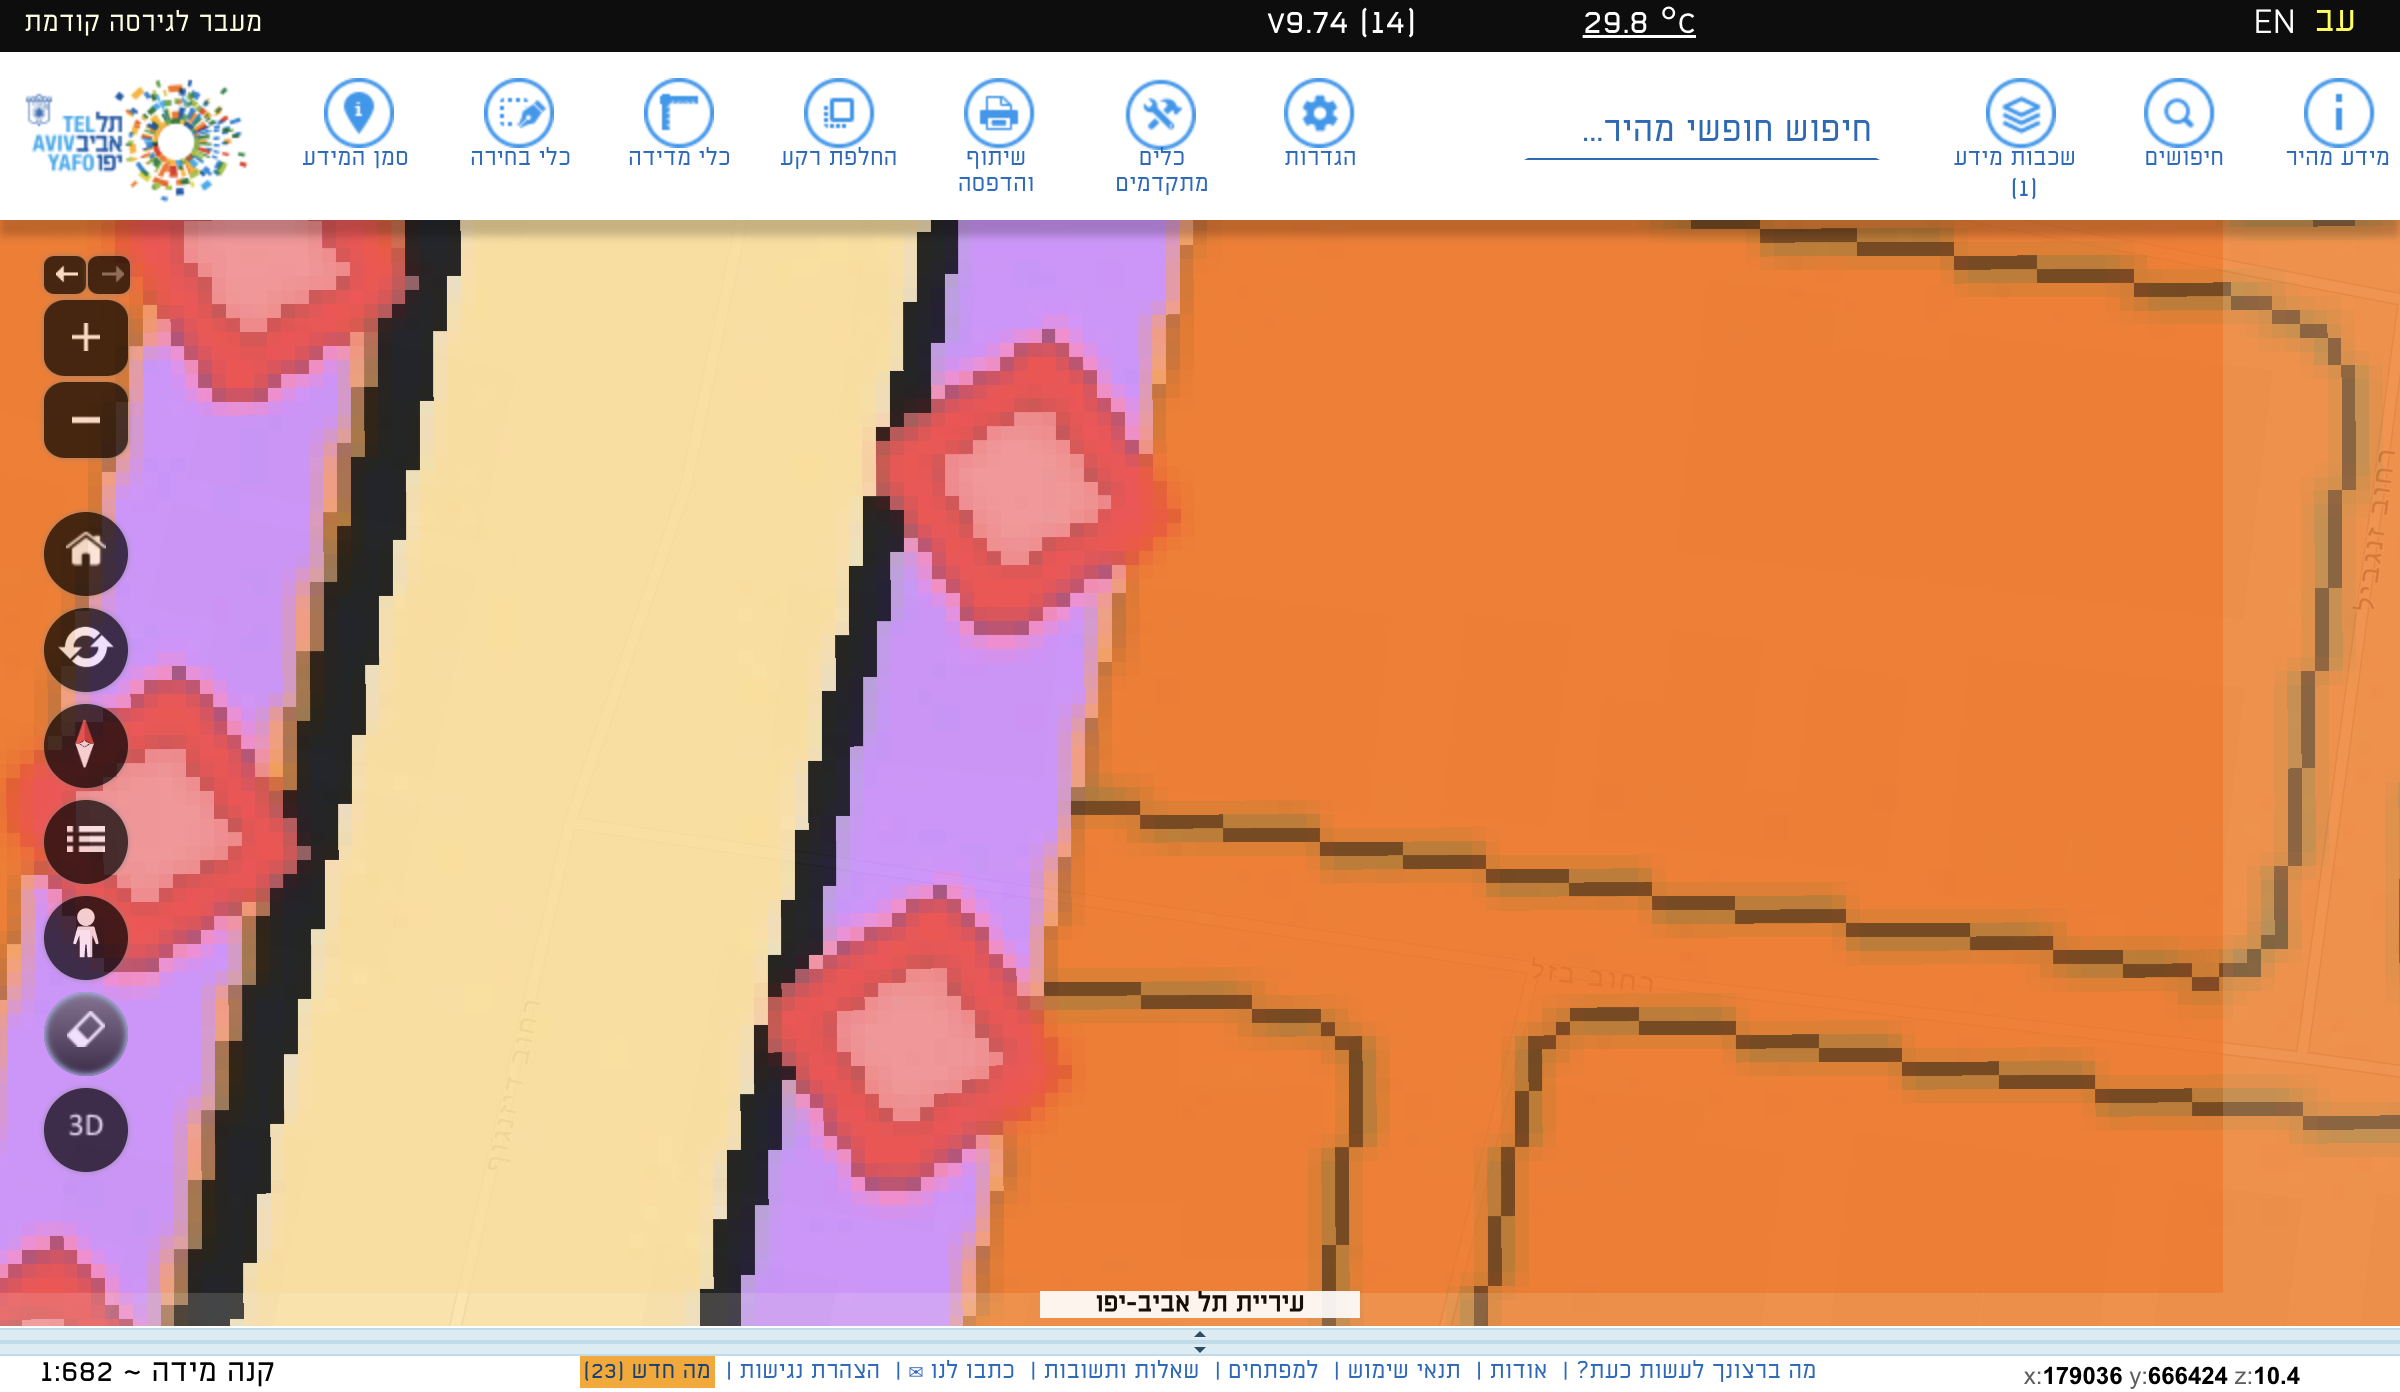 עב EN
29.8 °C
V9.74 (14)
מעבר לגירסה קודמת
מידע מהיר
חיפושים
שכבות מידע
(1)
חיפוש חופשי מהיר...
הגדרות
כלים
מתקדמים
שיתוף
והדפסה
החלפת רקע
כלי מדידה
כלי בחירה
סמן המידע
תל TEL
אביב AVIV
יפו YAFO
רחוב זנגביל
רחוב בזל
רחוב דיזנגוף
3D
עיריית תל אביב-יפו
x:179036 y:666424 z:10.4
מה ברצונך לעשות כעת? | אודות | תנאי שימוש | למפתחים | שאלות ותשובות | כתבו לנו ✉ | הצהרת נגישות | מה חדש (23)
קנה מידה ~ 1:682